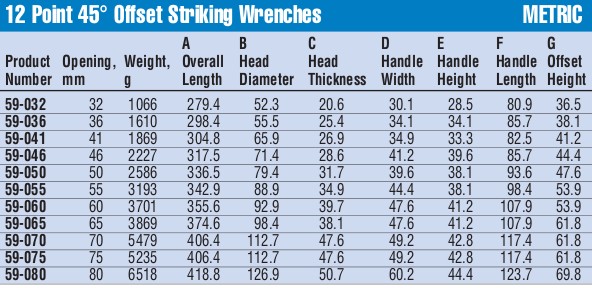 12 Point 45° Offset Striking Wrenches METRIC
A B C D E F G
Product Opening, Weight, Overall Head Head Handle Handle Handle Offset
Number mm g Length Diameter Thickness Width Height Length Height
59-032 32 1066 279.4 52.3 20.6 30.1 28.5 80.9 36.5
59-036 36 1610 298.4 55.5 25.4 34.1 34.1 85.7 38.1
59-041 41 1869 304.8 65.9 26.9 34.9 33.3 82.5 41.2
59-046 46 2227 317.5 71.4 28.6 41.2 39.6 85.7 44.4
59-050 50 2586 336.5 79.4 31.7 39.6 38.1 93.6 47.6
59-055 55 3193 342.9 88.9 34.9 44.4 38.1 98.4 53.9
59-060 60 3701 355.6 92.9 39.7 47.6 41.2 107.9 53.9
59-065 65 3869 374.6 98.4 38.1 47.6 41.2 107.9 61.8
59-070 70 5479 406.4 112.7 47.6 49.2 42.8 117.4 61.8
59-075 75 5235 406.4 112.7 47.6 49.2 42.8 117.4 61.8
59-080 80 6518 418.8 126.9 50.7 60.2 44.4 123.7 69.8